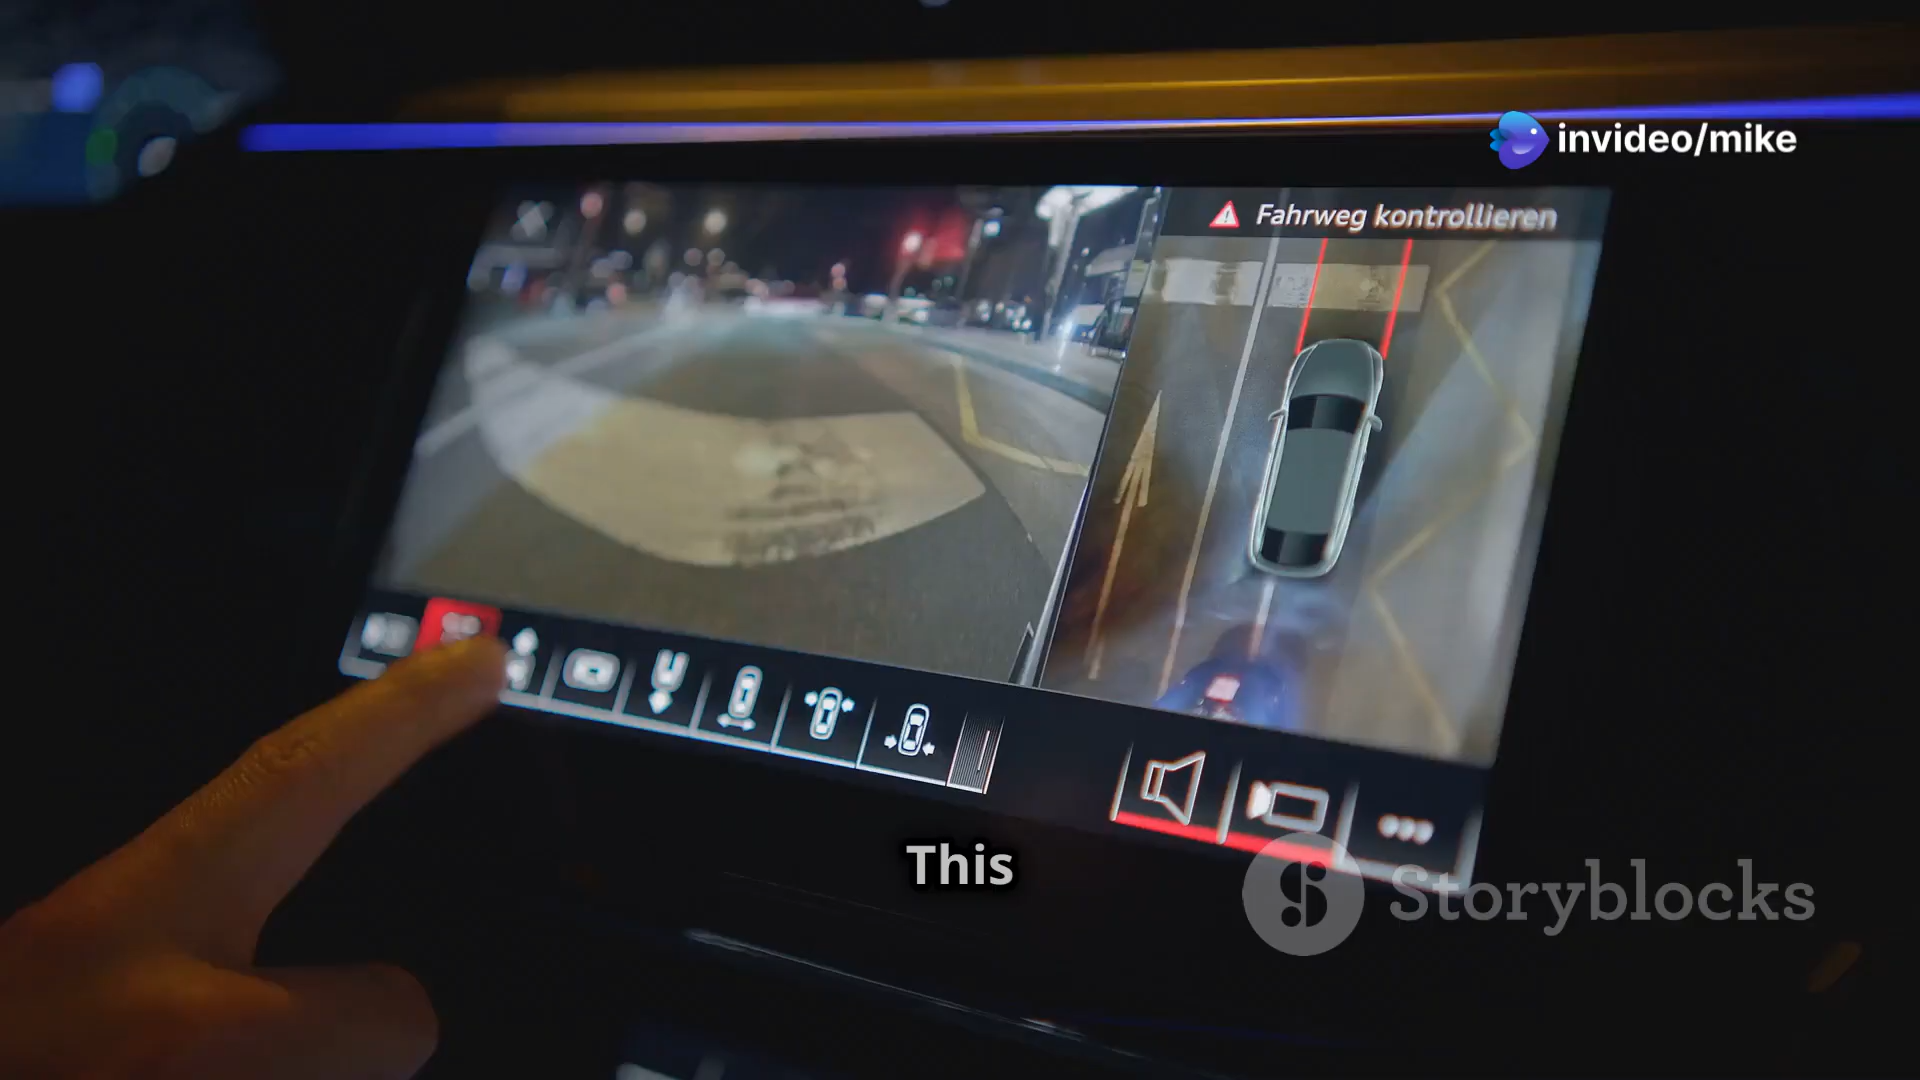 invideo/mike
Fahrweg kontrollieren
This
Storyblocks